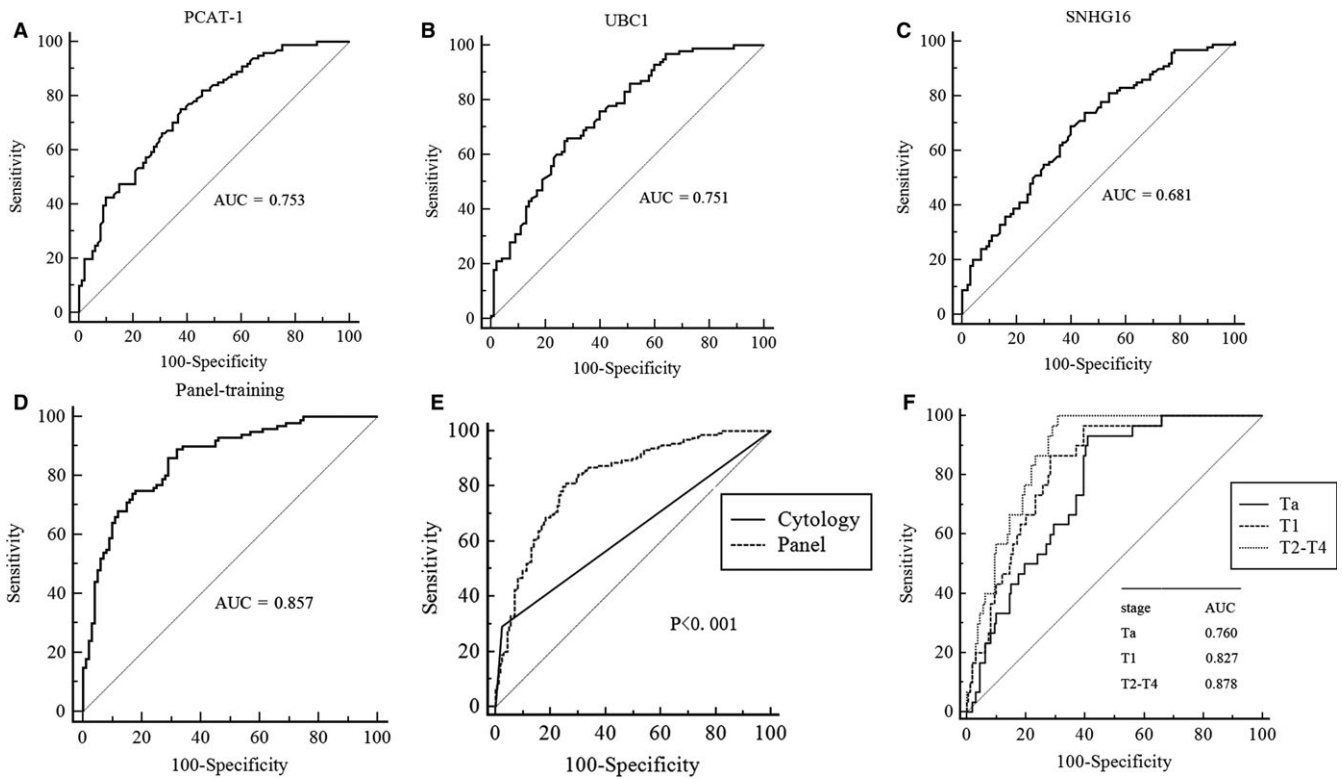 A
PCAT-1
100
80
60
40
20
0
Sensitivity
AUC = 0.753
0 20 40 60 80 100
100-Specificity
B
UBC1
100
80
60
40
20
0
Sensitivity
AUC = 0.751
0 20 40 60 80 100
100-Specificity
C
SNHG16
100
80
60
40
20
0
Sensitivity
AUC = 0.681
0 20 40 60 80 100
100-Specificity
D
Panel-training
100
80
60
40
20
0
Sensitivity
AUC = 0.857
0 20 40 60 80 100
100-Specificity
E
100
80
60
40
20
0
Sensitivity
Cytology
Panel
P<0. 001
0 20 40 60 80 100
100-Specificity
F
100
80
60
40
20
0
Sensitivity
Ta
T1
T2-T4
stage AUC
Ta 0.760
T1 0.827
T2-T4 0.878
0 20 40 60 80 100
100-Specificity